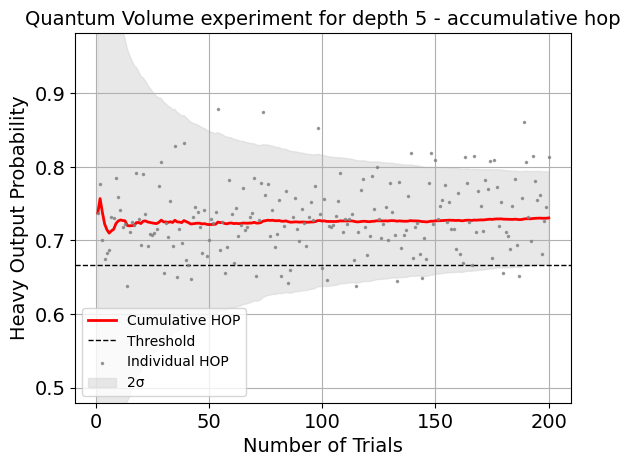 Quantum Volume experiment for depth 5 - accumulative hop
Heavy Output Probability
0.9
0.8
0.7
0.6
0.5
Cumulative HOP
Threshold
Individual HOP
2σ
0 50 100 150 200
Number of Trials